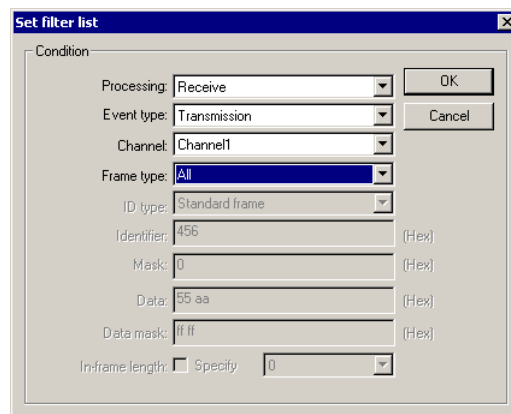 Set filter list
Condition
Processing: Receive
OK
Event type: Transmission
Cancel
Channel: Channel1
Frame type: All
ID type: Standard frame
Identifier: 456 (Hex)
Mask: 0 (Hex)
Data: 55 aa (Hex)
Data mask: ff ff (Hex)
In-frame length: Specify 0